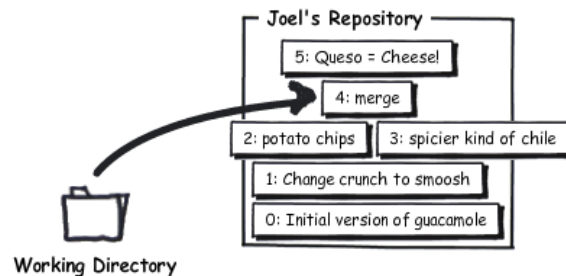 Joel's Repository
5: Queso = Cheese!
4: merge
2: potato chips
3: spicier kind of chile
1: Change crunch to smoosh
0: Initial version of guacamole
Working Directory